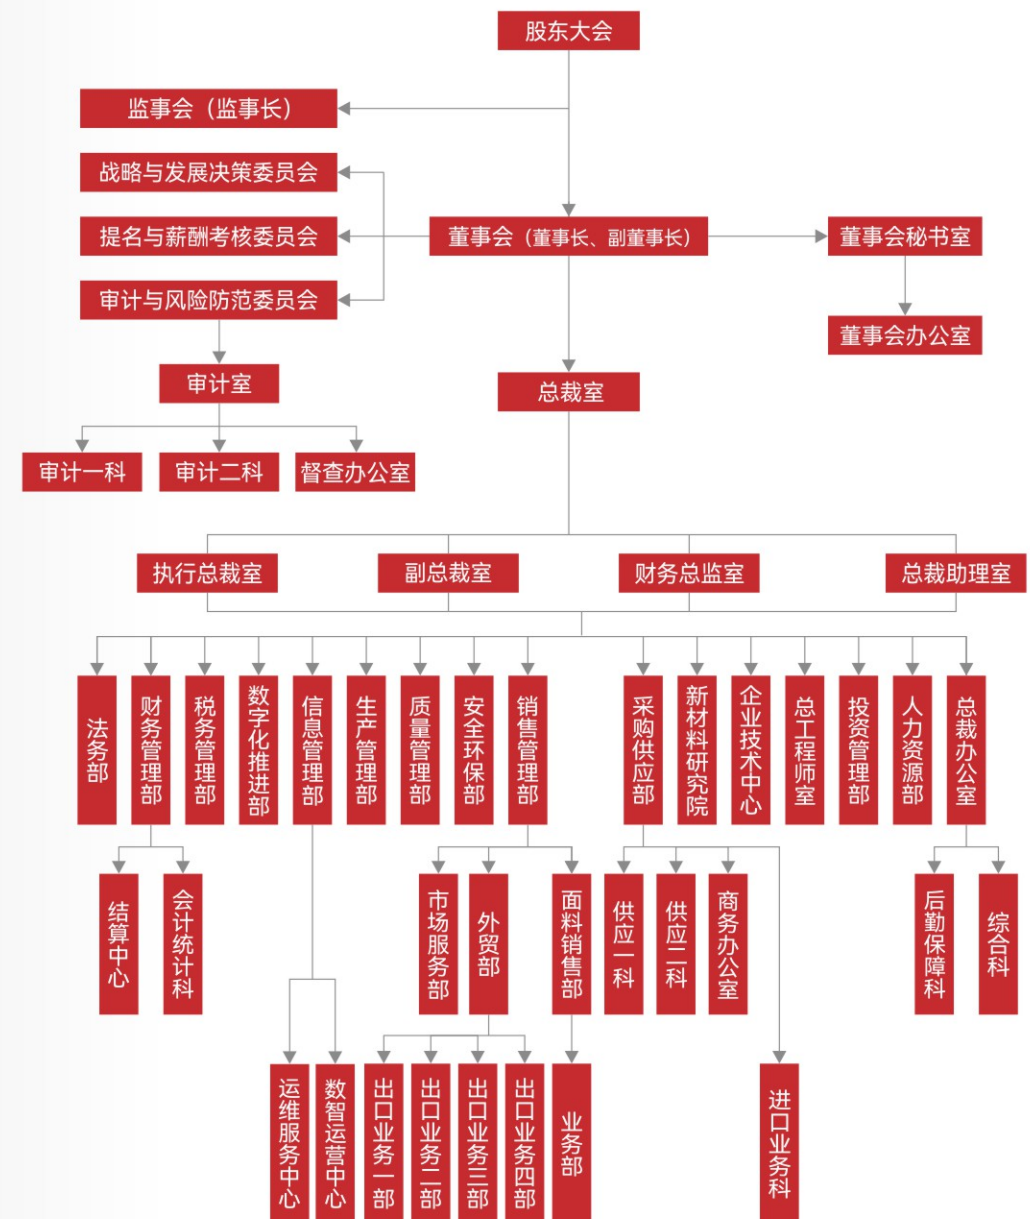 股东大会
监事会（监事长）
战略与发展决策委员会
提名与薪酬考核委员会
董事会（董事长、副董事长）
董事会秘书室
审计与风险防范委员会
董事会办公室
审计室
总裁室
审计一科
审计二科
督查办公室
执行总裁室
副总裁室
财务总监室
总裁助理室
法务部
财务管理部
税务管理部
数字化推进部
信息管理部
生产管理部
质量管理部
安全环保部
销售管理部
采购供应部
新材料研究院
企业技术中心
总工程师室
投资管理部
人力资源部
总裁办公室
结算中心
会计统计科
市场服务部
外贸部
面料销售部
供应一科
供应二科
商务办公室
后勤保障科
综合科
运维服务中心
数智运营中心
出口业务一部
出口业务二部
出口业务三部
出口业务四部
业务部
进口业务科